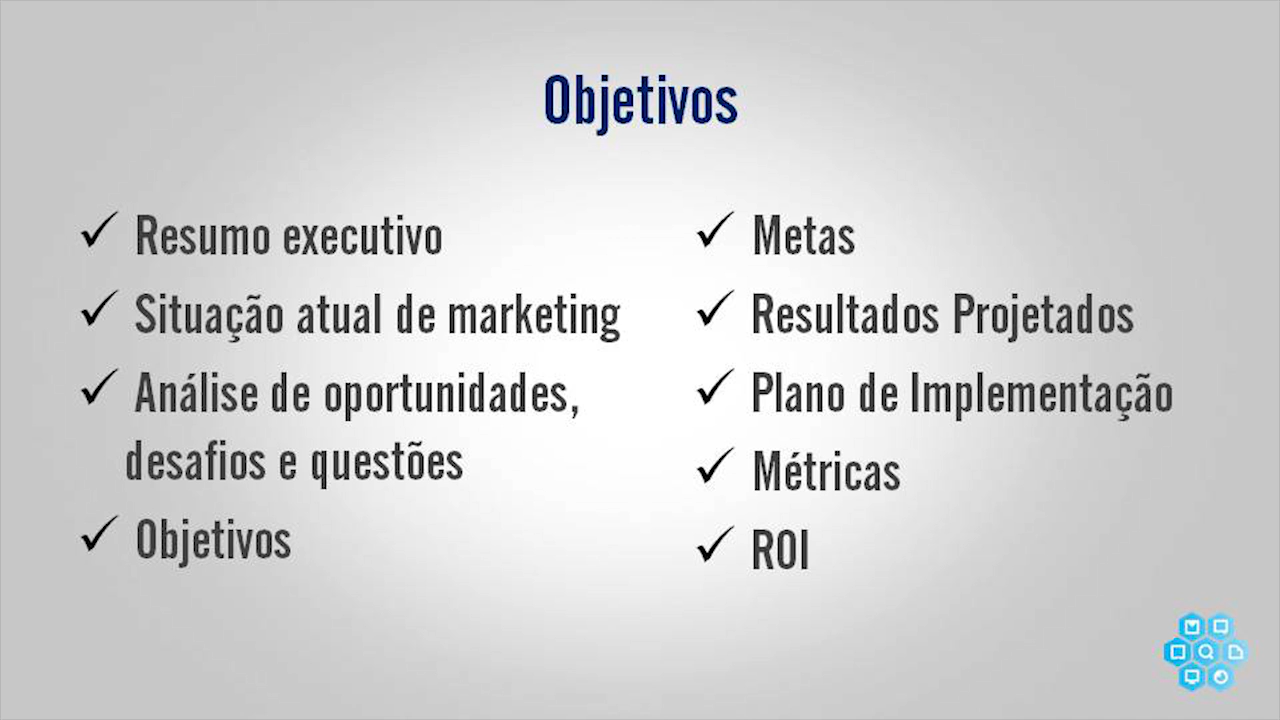 Objetivos
Resumo executivo
Situação atual de marketing
Análise de oportunidades,
desafios e questões
Objetivos
Metas
Resultados Projetados
Plano de Implementação
Métricas
ROI